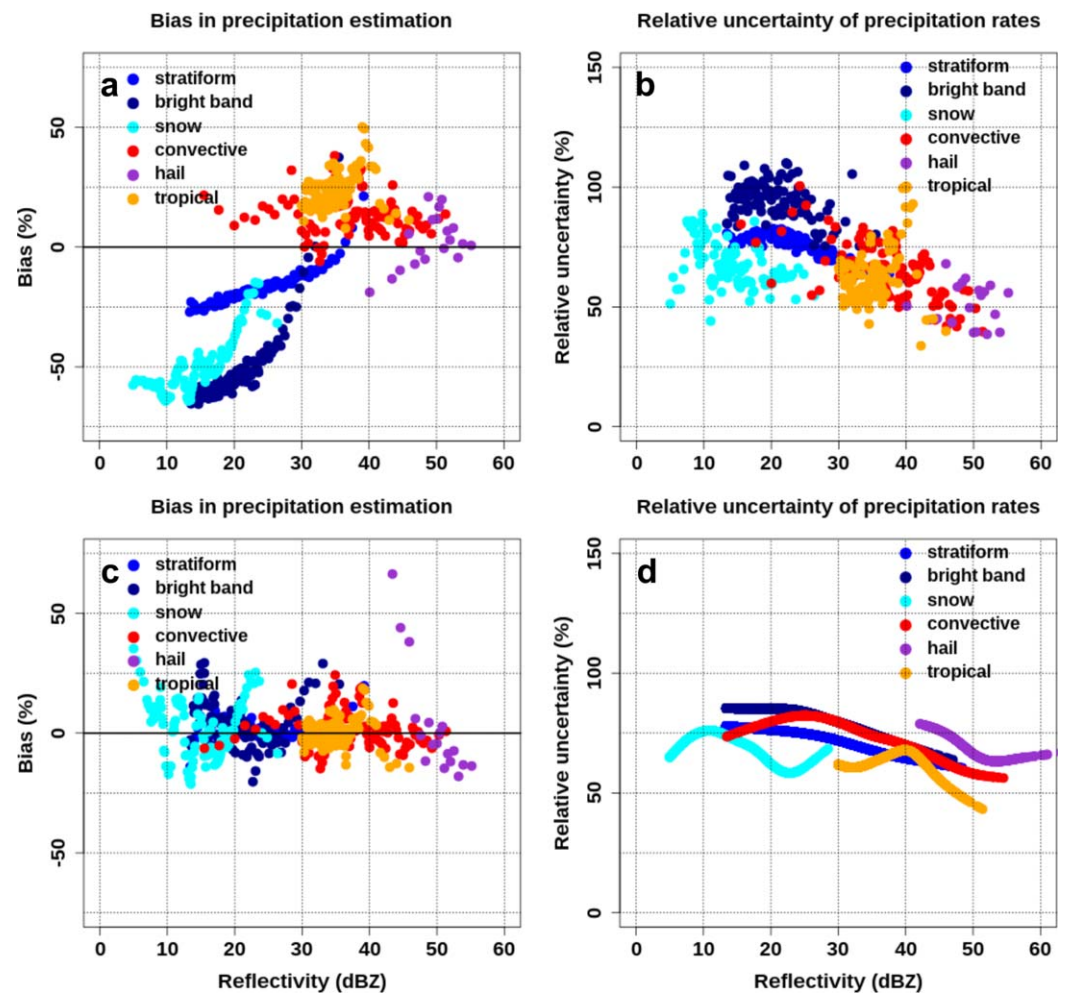 Bias in precipitation estimation
a
stratiform
bright band
snow
convective
hail
tropical
Bias (%)
50
0
-50
0 10 20 30 40 50 60
Relative uncertainty of precipitation rates
b
stratiform
bright band
snow
convective
hail
tropical
Relative uncertainty (%)
150
100
50
0
0 10 20 30 40 50 60
Bias in precipitation estimation
c
stratiform
bright band
snow
convective
hail
tropical
Bias (%)
50
0
-50
0 10 20 30 40 50 60
Reflectivity (dBZ)
Relative uncertainty of precipitation rates
d
stratiform
bright band
snow
convective
hail
tropical
Relative uncertainty (%)
150
100
50
0
0 10 20 30 40 50 60
Reflectivity (dBZ)